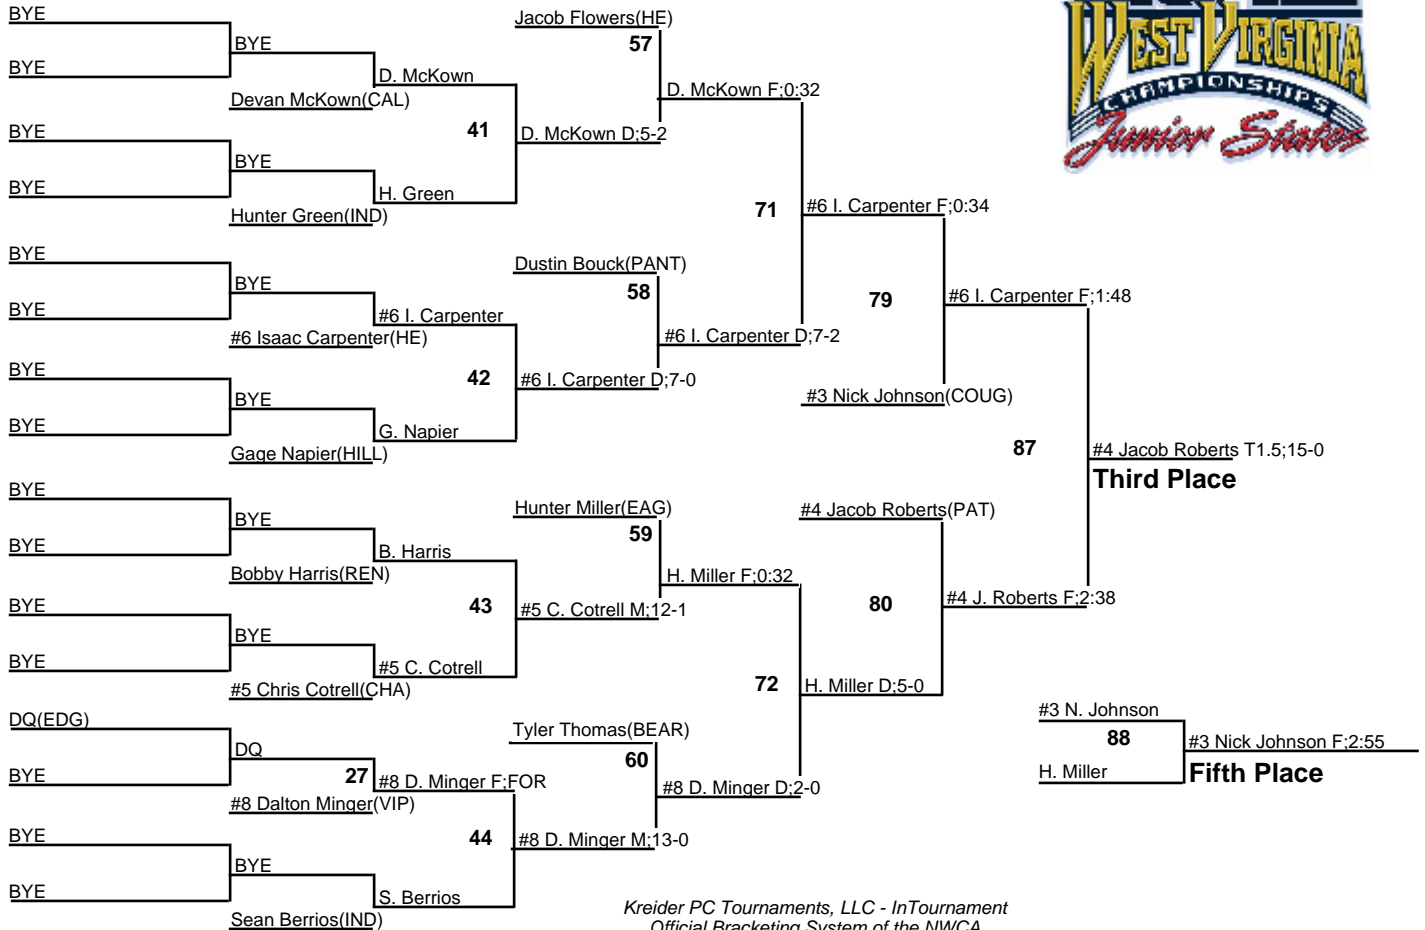 BYE
BYE
BYE
Devan McKown(CAL)
D. McKown
BYE
BYE
BYE
Hunter Green(IND)
H. Green
41
Jacob Flowers(HE)
57
D. McKown D;5-2
D. McKown F;0:32
BYE
BYE
BYE
#6 Isaac Carpenter(HE)
#6 I. Carpenter
BYE
BYE
BYE
Gage Napier(HILL)
G. Napier
42
Dustin Bouck(PANT)
58
#6 I. Carpenter D;7-0
#6 I. Carpenter D;7-2
71
#6 I. Carpenter F;0:34
79
#3 Nick Johnson(COUG)
#6 I. Carpenter F;1:48
BYE
BYE
BYE
Bobby Harris(REN)
B. Harris
BYE
BYE
BYE
#5 Chris Cotrell(CHA)
#5 C. Cotrell
43
Hunter Miller(EAG)
59
#5 C. Cotrell M;12-1
H. Miller F;0:32
DQ(EDG)
BYE
DQ
27
#8 Dalton Minger(VIP)
#8 D. Minger F;FOR
BYE
BYE
BYE
Sean Berrios(IND)
S. Berrios
44
Tyler Thomas(BEAR)
60
#8 D. Minger M;13-0
#8 D. Minger D;2-0
72
#4 Jacob Roberts(PAT)
80
H. Miller D;5-0
#4 J. Roberts F;2:38
87
#4 Jacob Roberts T1.5;15-0
Third Place
#3 N. Johnson
88
H. Miller
#3 Nick Johnson F;2:55
Fifth Place
WEST VIRGINIA
CHAMPIONSHIPS
Junior States
Kreider PC Tournaments, LLC - InTournament
Official Bracketing System of the NWCA